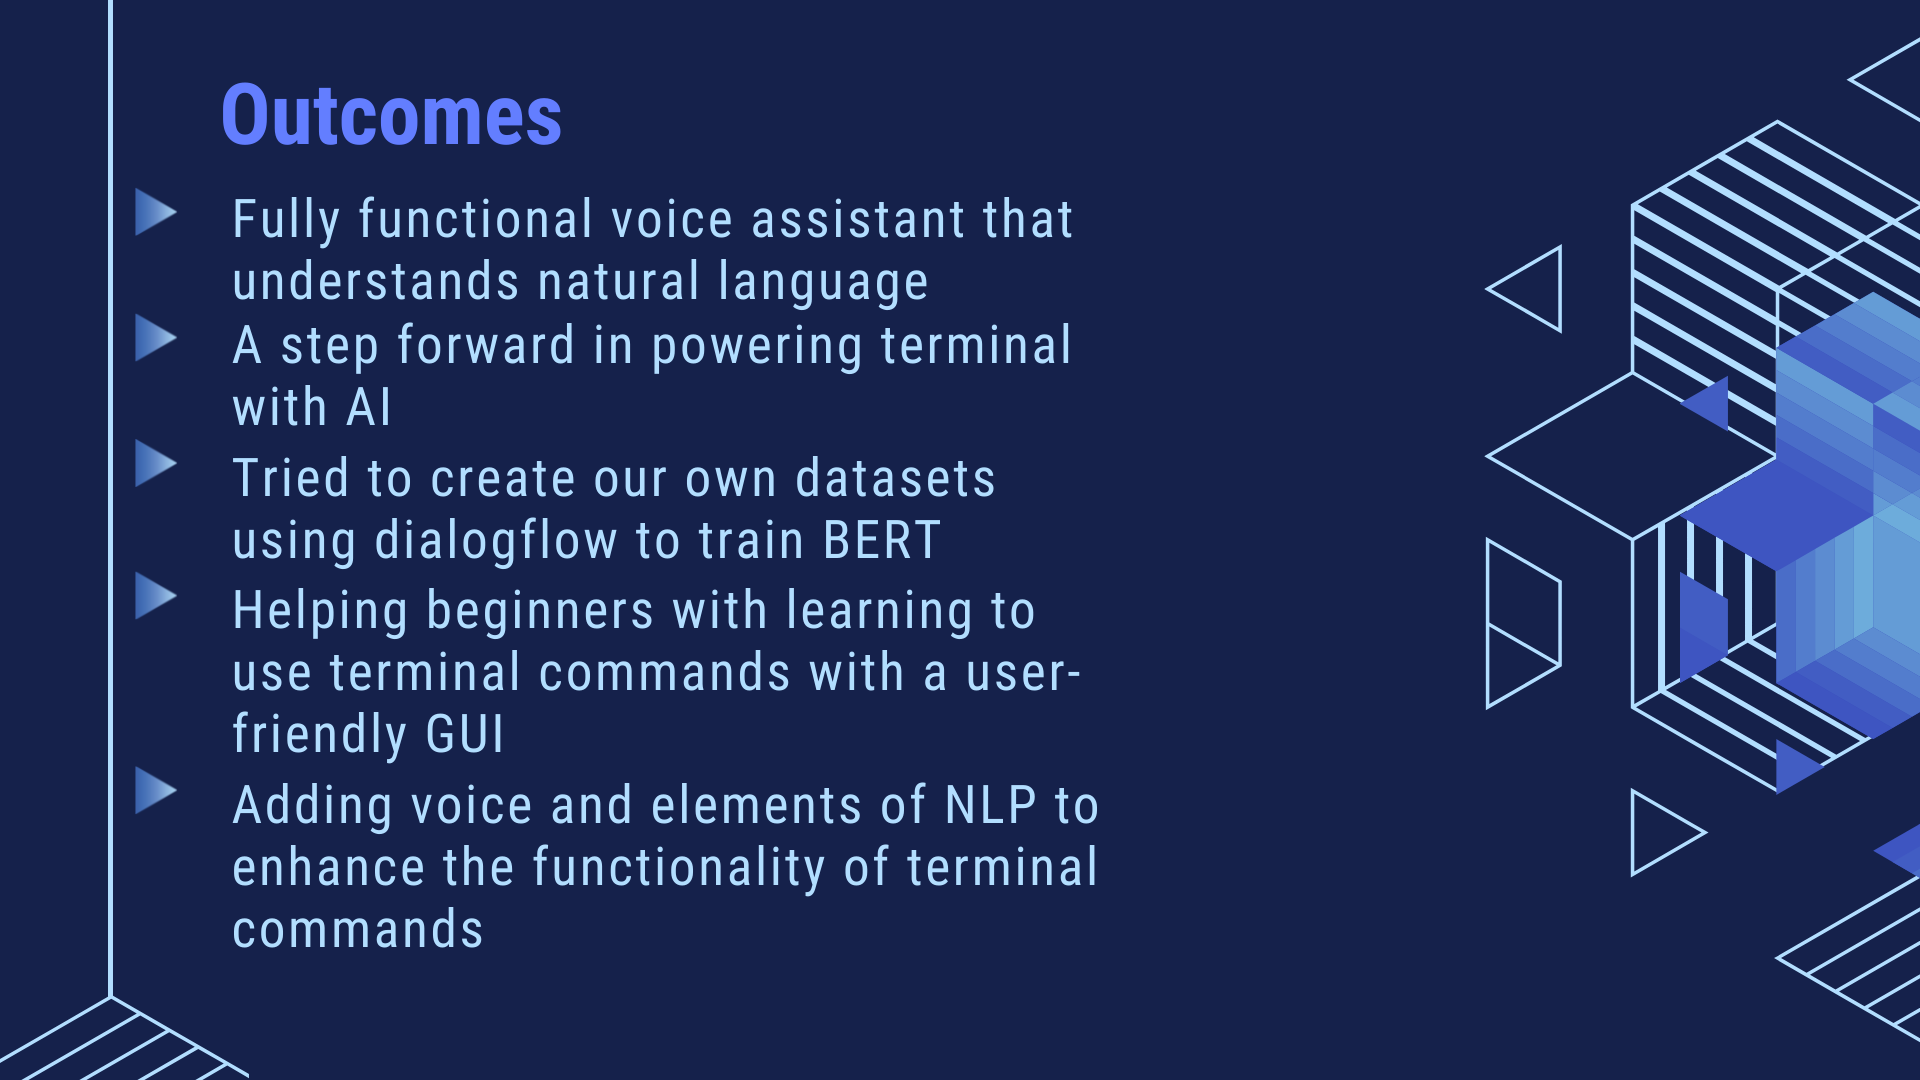 Outcomes
Fully functional voice assistant that
understands natural language
A step forward in powering terminal
with AI
Tried to create our own datasets
using dialogflow to train BERT
Helping beginners with learning to
use terminal commands with a user-
friendly GUI
Adding voice and elements of NLP to
enhance the functionality of terminal
commands